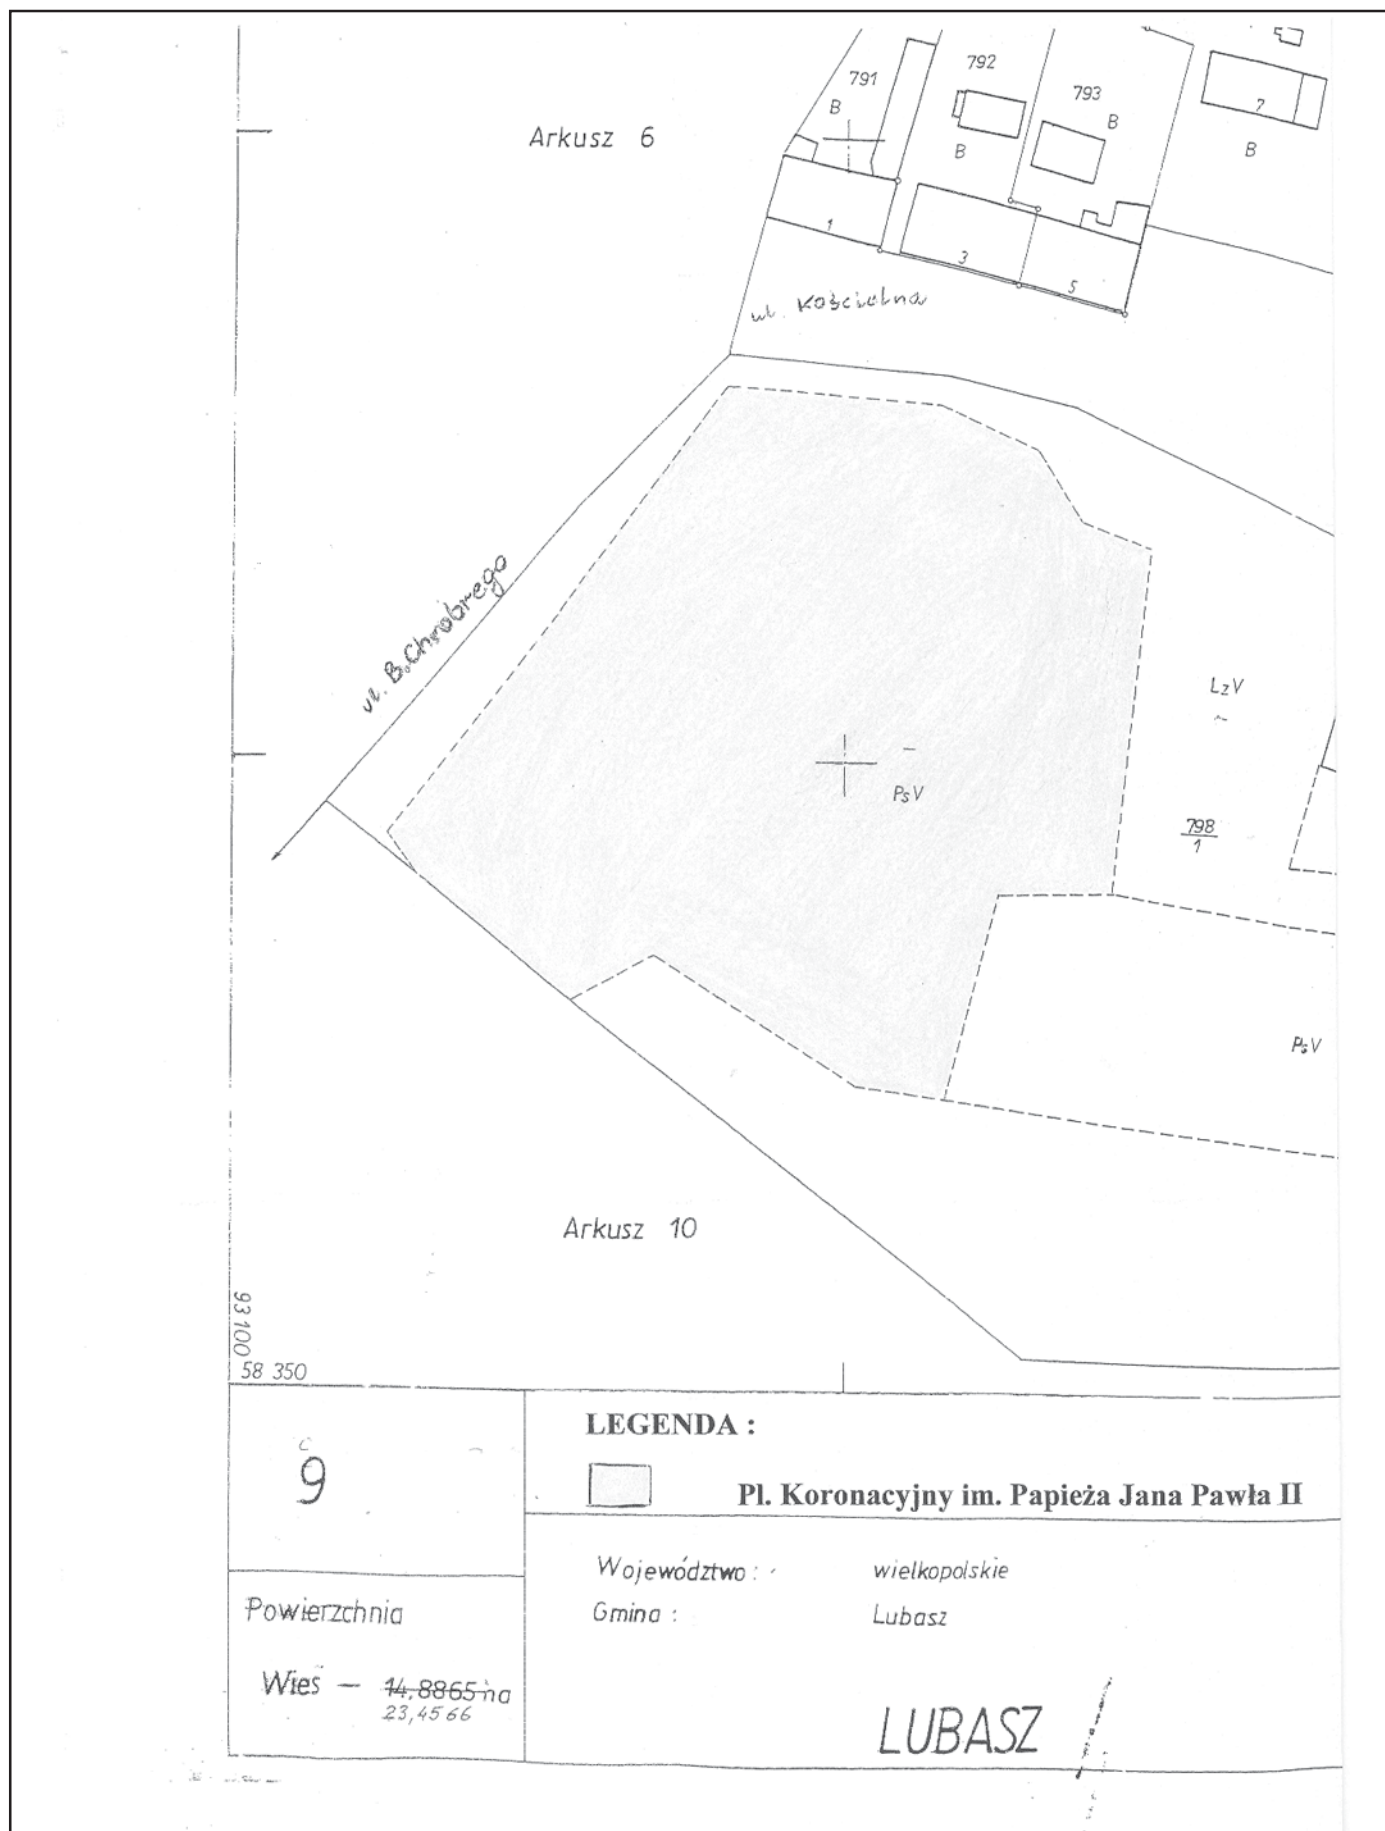 791
792
793
B
B
B
B
7
Arkusz 6
1
3
5
ul. Kościelna
ul. B.Chrobrego
LzV
PsV
798
1
PsV
Arkusz 10
93 100
58 350
9
LEGENDA :
Pl. Koronacyjny im. Papieża Jana Pawła II
Województwo : wielkopolskie
Gmina : Lubasz
Powierzchnia
Wieś – 14,8865 ha
23,4566
LUBASZ